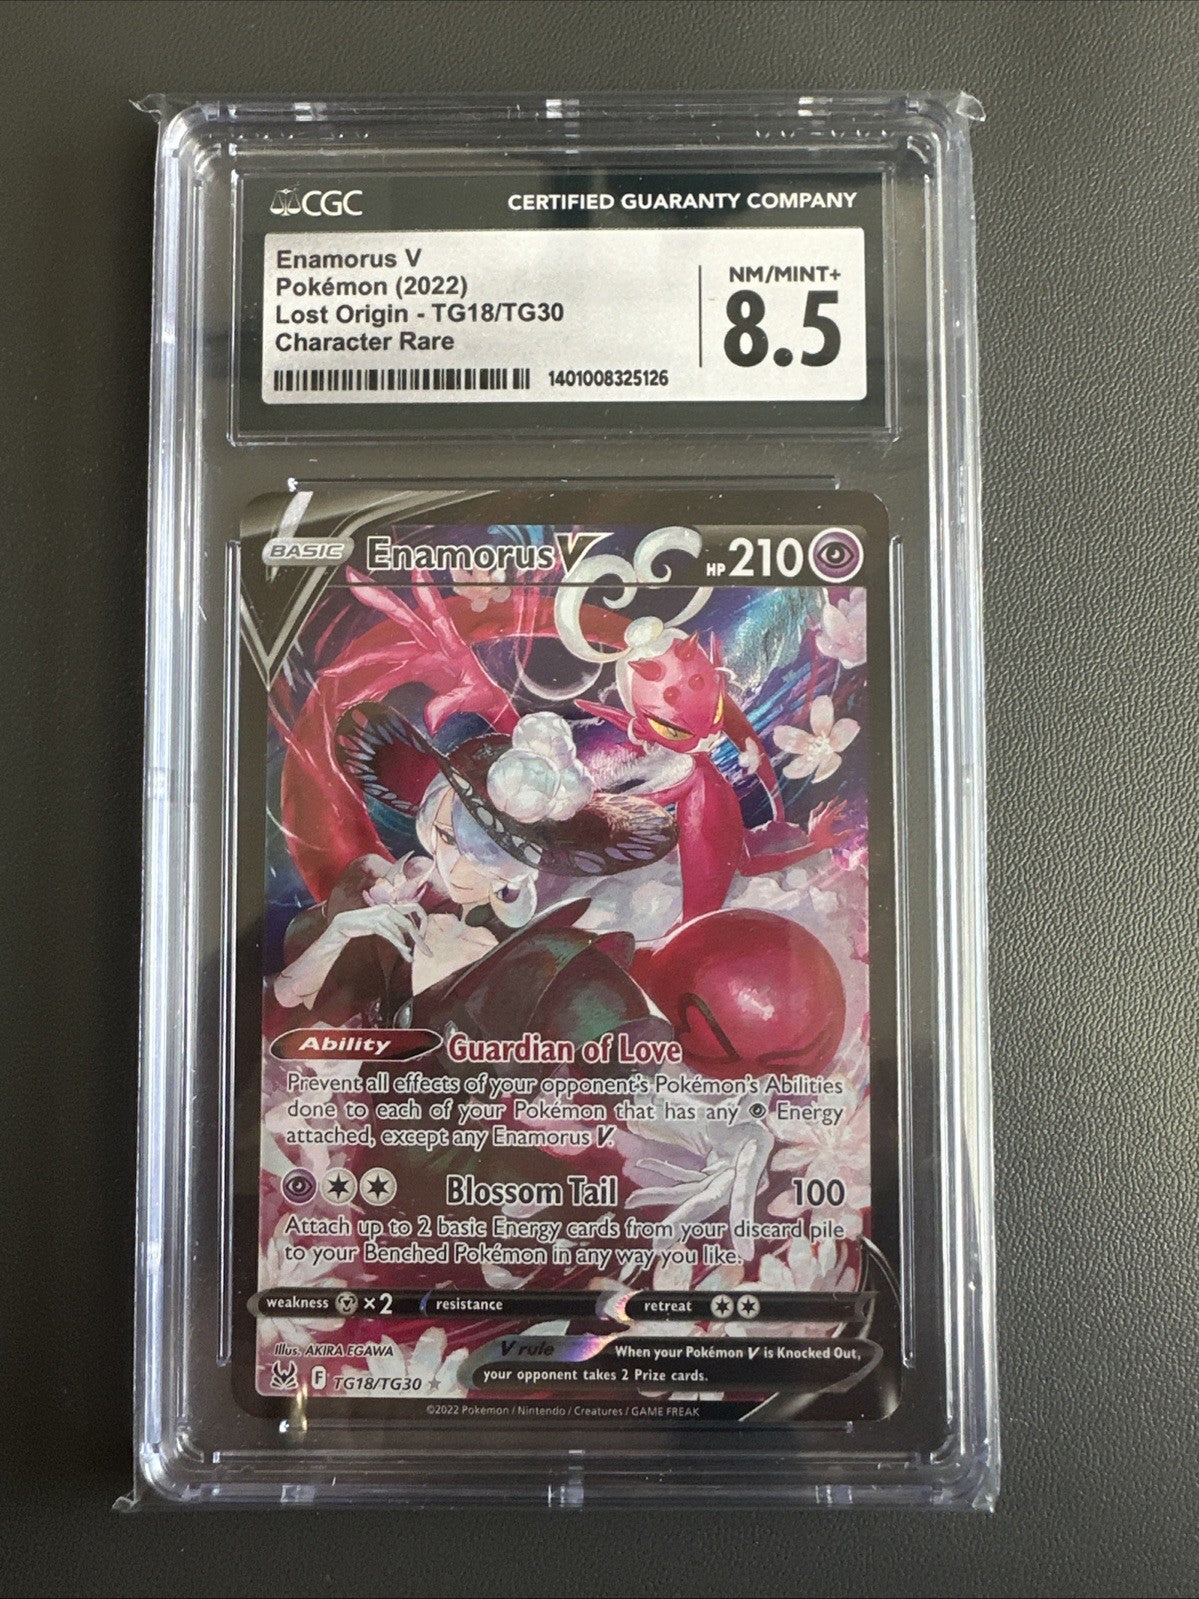 CGC
CERTIFIED GUARANTY COMPANY
Enamorus V
Pokémon (2022)
Lost Origin - TG18/TG30
Character Rare
1401008325126
NM/MINT+
8.5
BASIC
Enamorus V
HP 210
Ability
Guardian of Love
Prevent all effects of your opponent's Pokémon's Abilities
done to each of your Pokémon that has any Energy
attached, except any Enamorus V.
Blossom Tail 100
Attach up to 2 basic Energy cards from your discard pile
to your Benched Pokémon in any way you like.
weakness ×2 resistance retreat
Illus. AKIRA EGAWA
F TG18/TG30
V rule
When your Pokémon V is Knocked Out,
your opponent takes 2 Prize cards.
©2022 Pokémon / Nintendo / Creatures / GAME FREAK